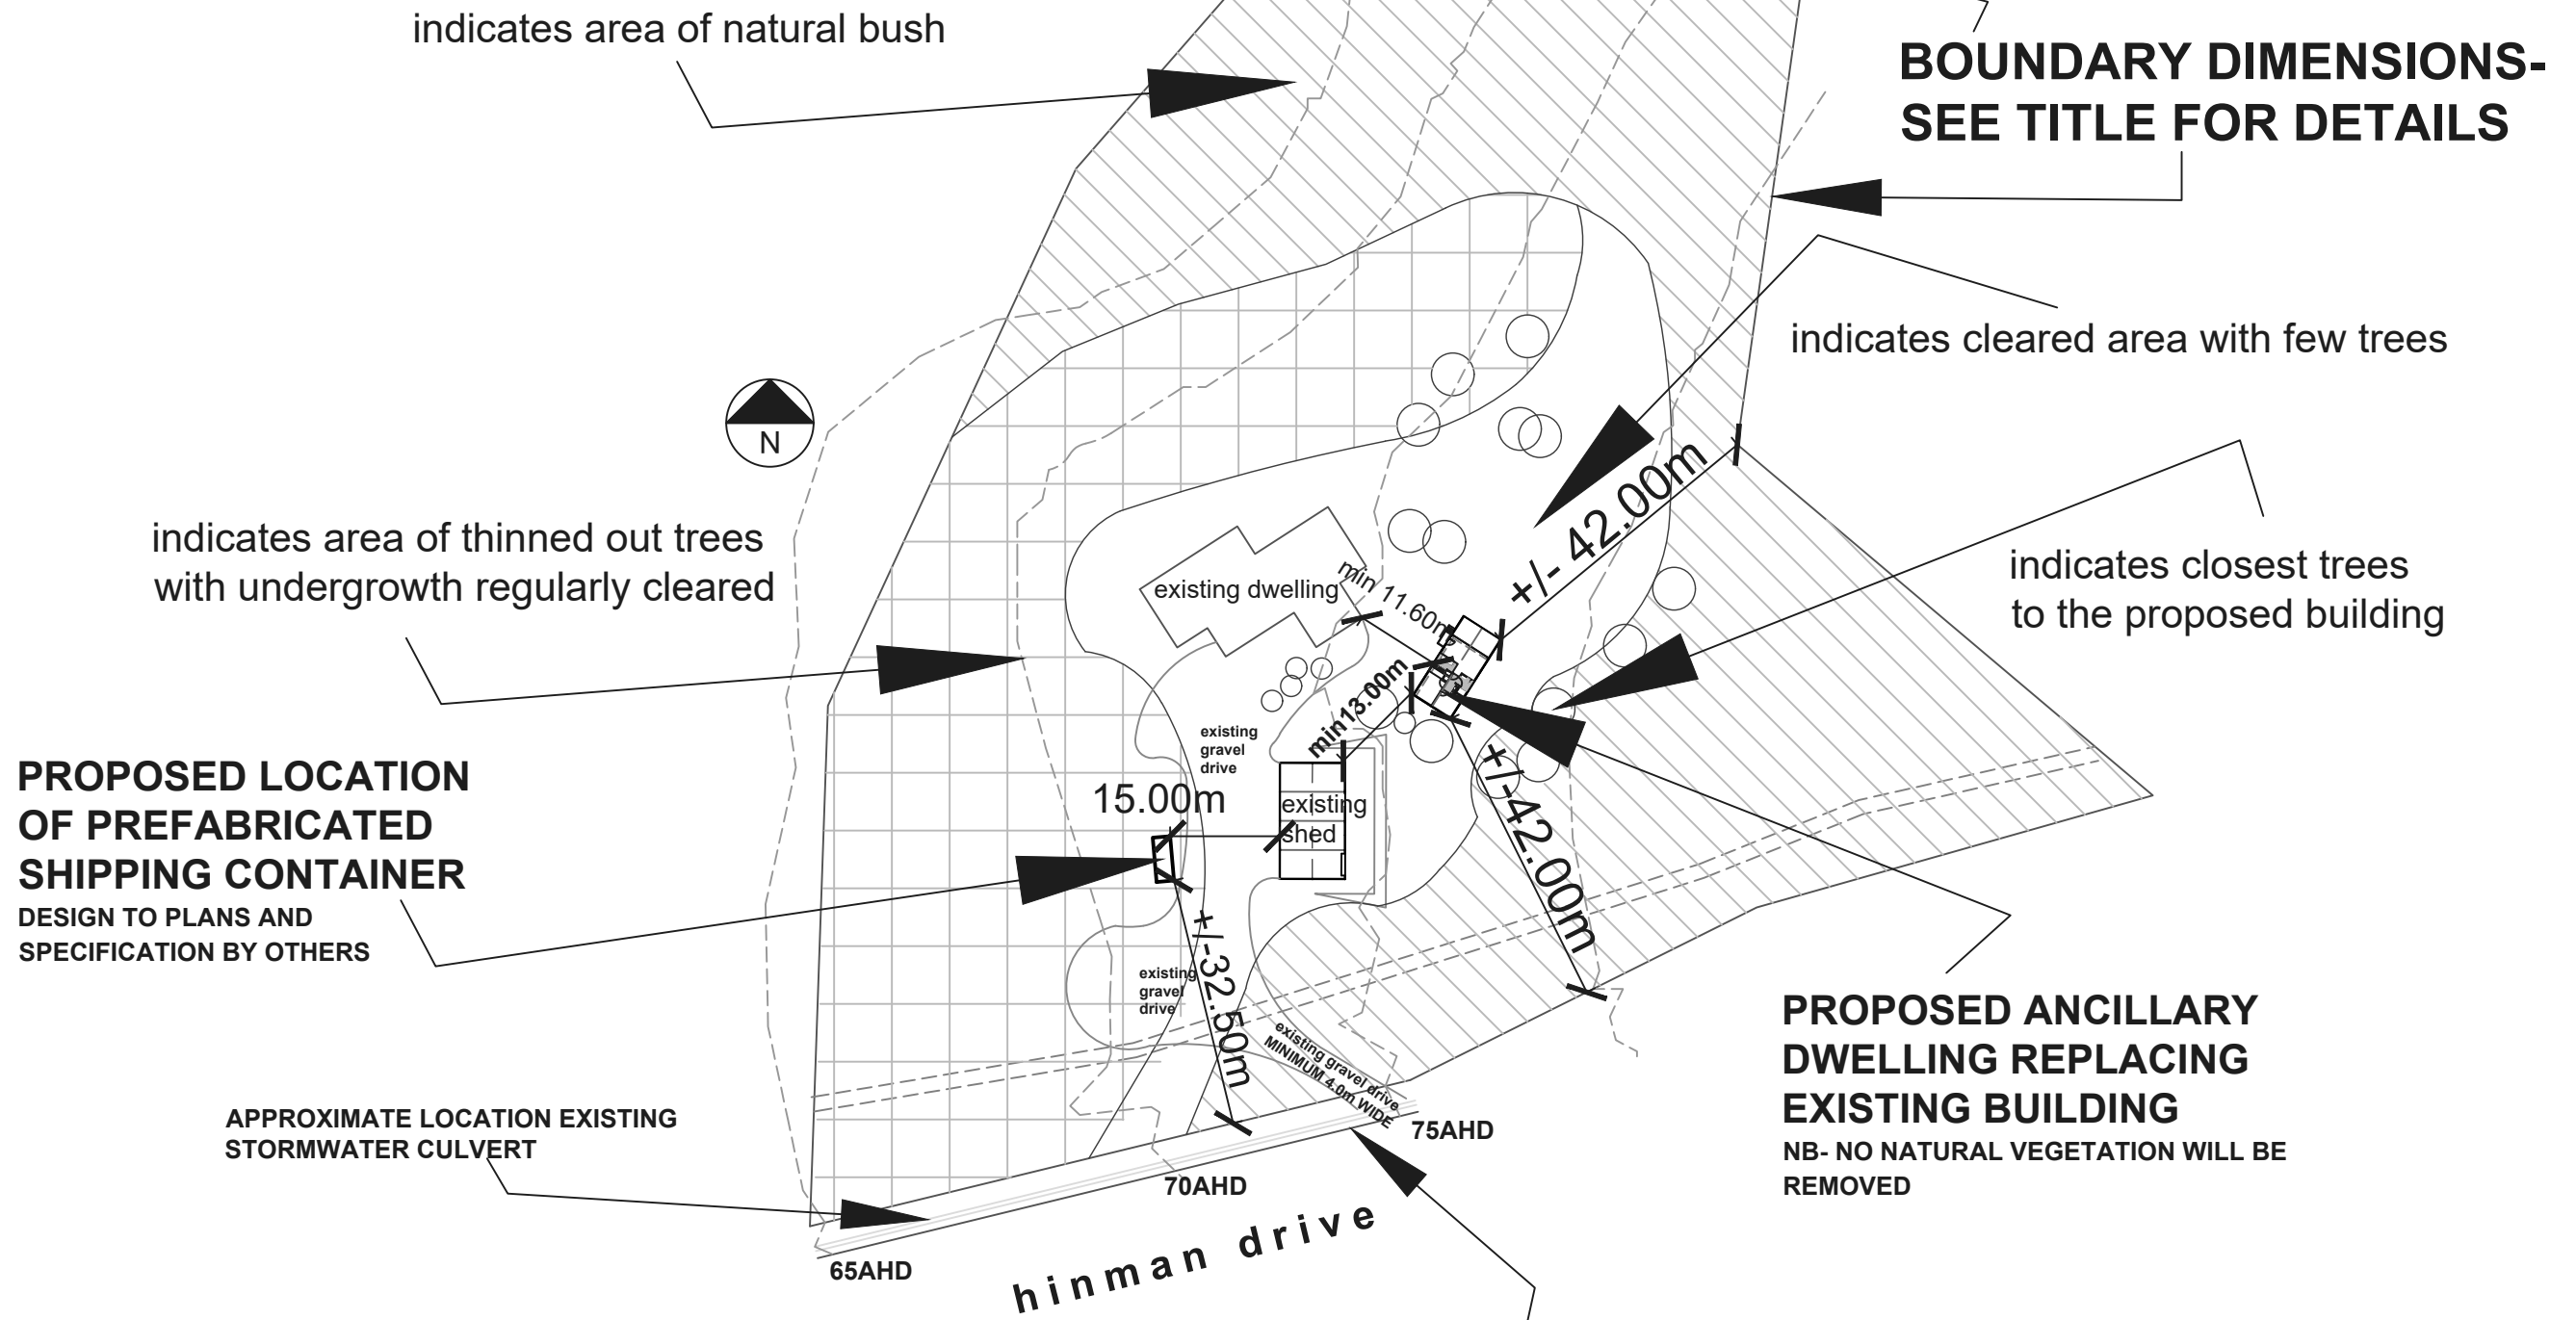 indicates area of natural bush
BOUNDARY DIMENSIONS-
SEE TITLE FOR DETAILS
indicates cleared area with few trees
N
+/- 42.00m
indicates area of thinned out trees
with undergrowth regularly cleared
indicates closest trees
to the proposed building
existing dwelling
min 11.60m
min13.00m
existing
gravel
drive
PROPOSED LOCATION
OF PREFABRICATED
SHIPPING CONTAINER
DESIGN TO PLANS AND
SPECIFICATION BY OTHERS
15.00m
existing
shed
+/-42.00m
+/-32.50m
existing
gravel
drive
existing gravel drive
MINIMUM 4.0m WIDE
PROPOSED ANCILLARY
DWELLING REPLACING
EXISTING BUILDING
NB- NO NATURAL VEGETATION WILL BE
REMOVED
APPROXIMATE LOCATION EXISTING
STORMWATER CULVERT
75AHD
70AHD
65AHD
hinman drive